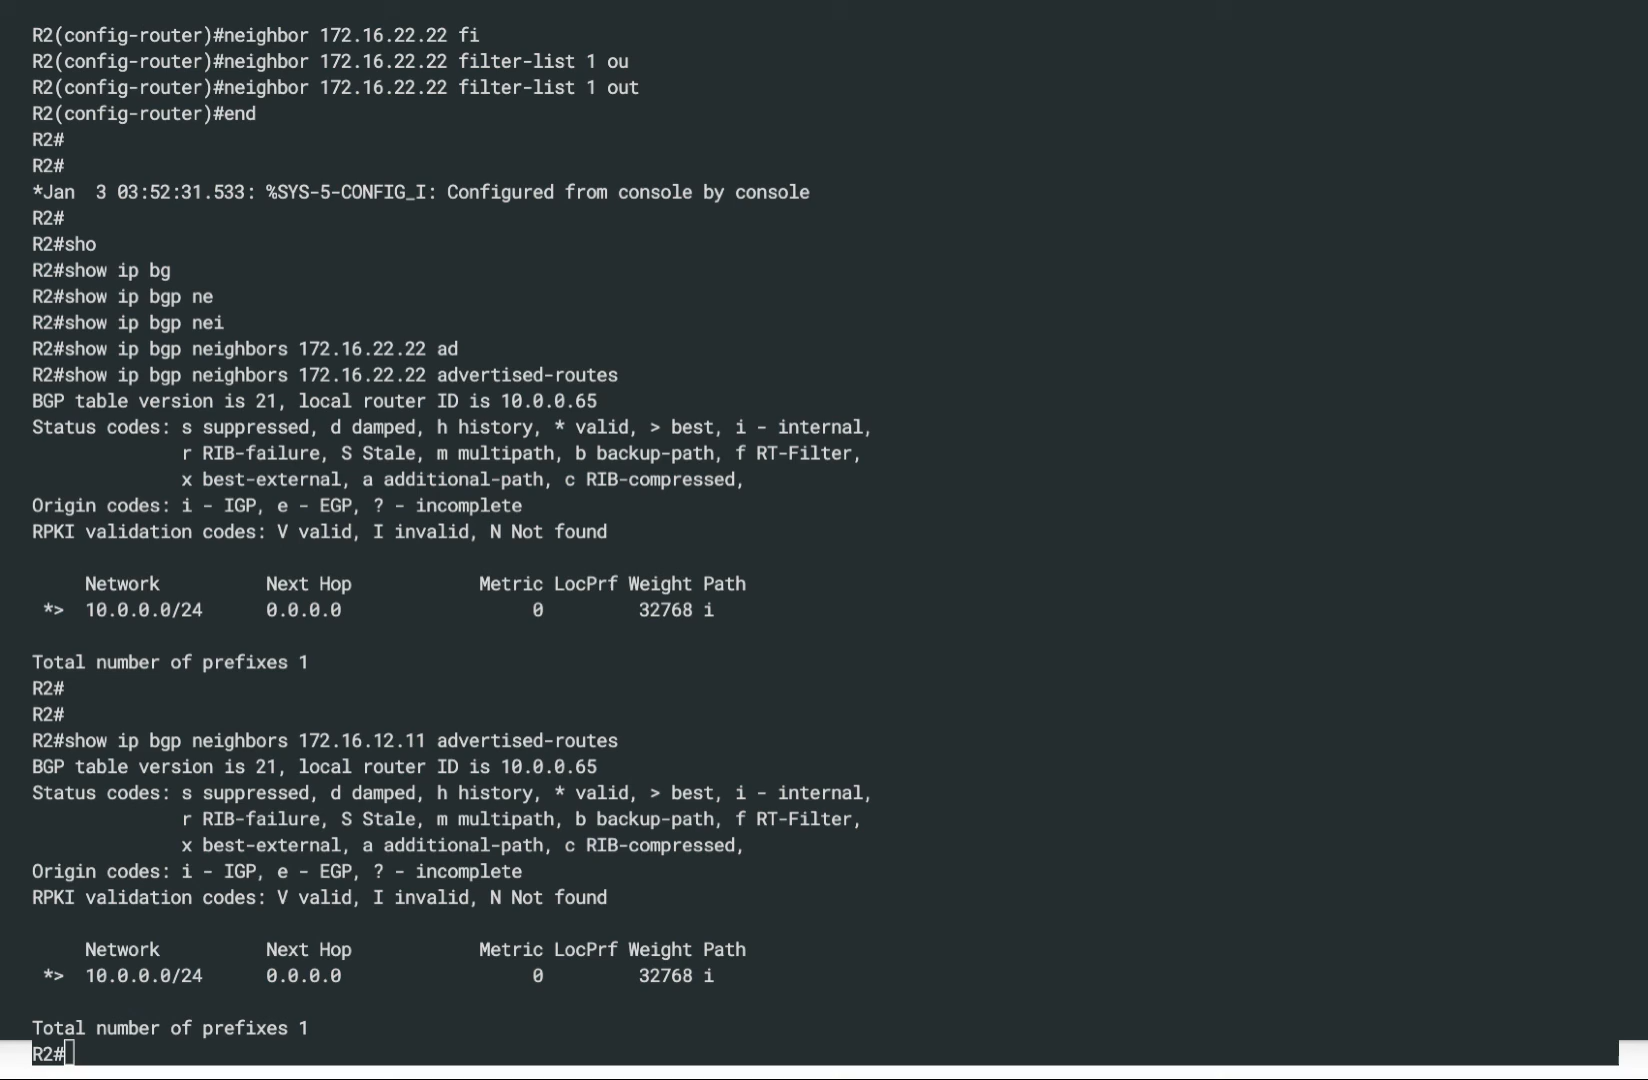 R2(config-router)#neighbor 172.16.22.22 fi
R2(config-router)#neighbor 172.16.22.22 filter-list 1 ou
R2(config-router)#neighbor 172.16.22.22 filter-list 1 out
R2(config-router)#end
R2#
R2#
*Jan  3 03:52:31.533: %SYS-5-CONFIG_I: Configured from console by console
R2#
R2#sho
R2#show ip bg
R2#show ip bgp ne
R2#show ip bgp nei
R2#show ip bgp neighbors 172.16.22.22 ad
R2#show ip bgp neighbors 172.16.22.22 advertised-routes
BGP table version is 21, local router ID is 10.0.0.65
Status codes: s suppressed, d damped, h history, * valid, > best, i - internal,
              r RIB-failure, S Stale, m multipath, b backup-path, f RT-Filter,
              x best-external, a additional-path, c RIB-compressed,
Origin codes: i - IGP, e - EGP, ? - incomplete
RPKI validation codes: V valid, I invalid, N Not found

     Network          Next Hop            Metric LocPrf Weight Path
 *>  10.0.0.0/24      0.0.0.0                  0         32768 i

Total number of prefixes 1
R2#
R2#
R2#show ip bgp neighbors 172.16.12.11 advertised-routes
BGP table version is 21, local router ID is 10.0.0.65
Status codes: s suppressed, d damped, h history, * valid, > best, i - internal,
              r RIB-failure, S Stale, m multipath, b backup-path, f RT-Filter,
              x best-external, a additional-path, c RIB-compressed,
Origin codes: i - IGP, e - EGP, ? - incomplete
RPKI validation codes: V valid, I invalid, N Not found

     Network          Next Hop            Metric LocPrf Weight Path
 *>  10.0.0.0/24      0.0.0.0                  0         32768 i

Total number of prefixes 1
R2#